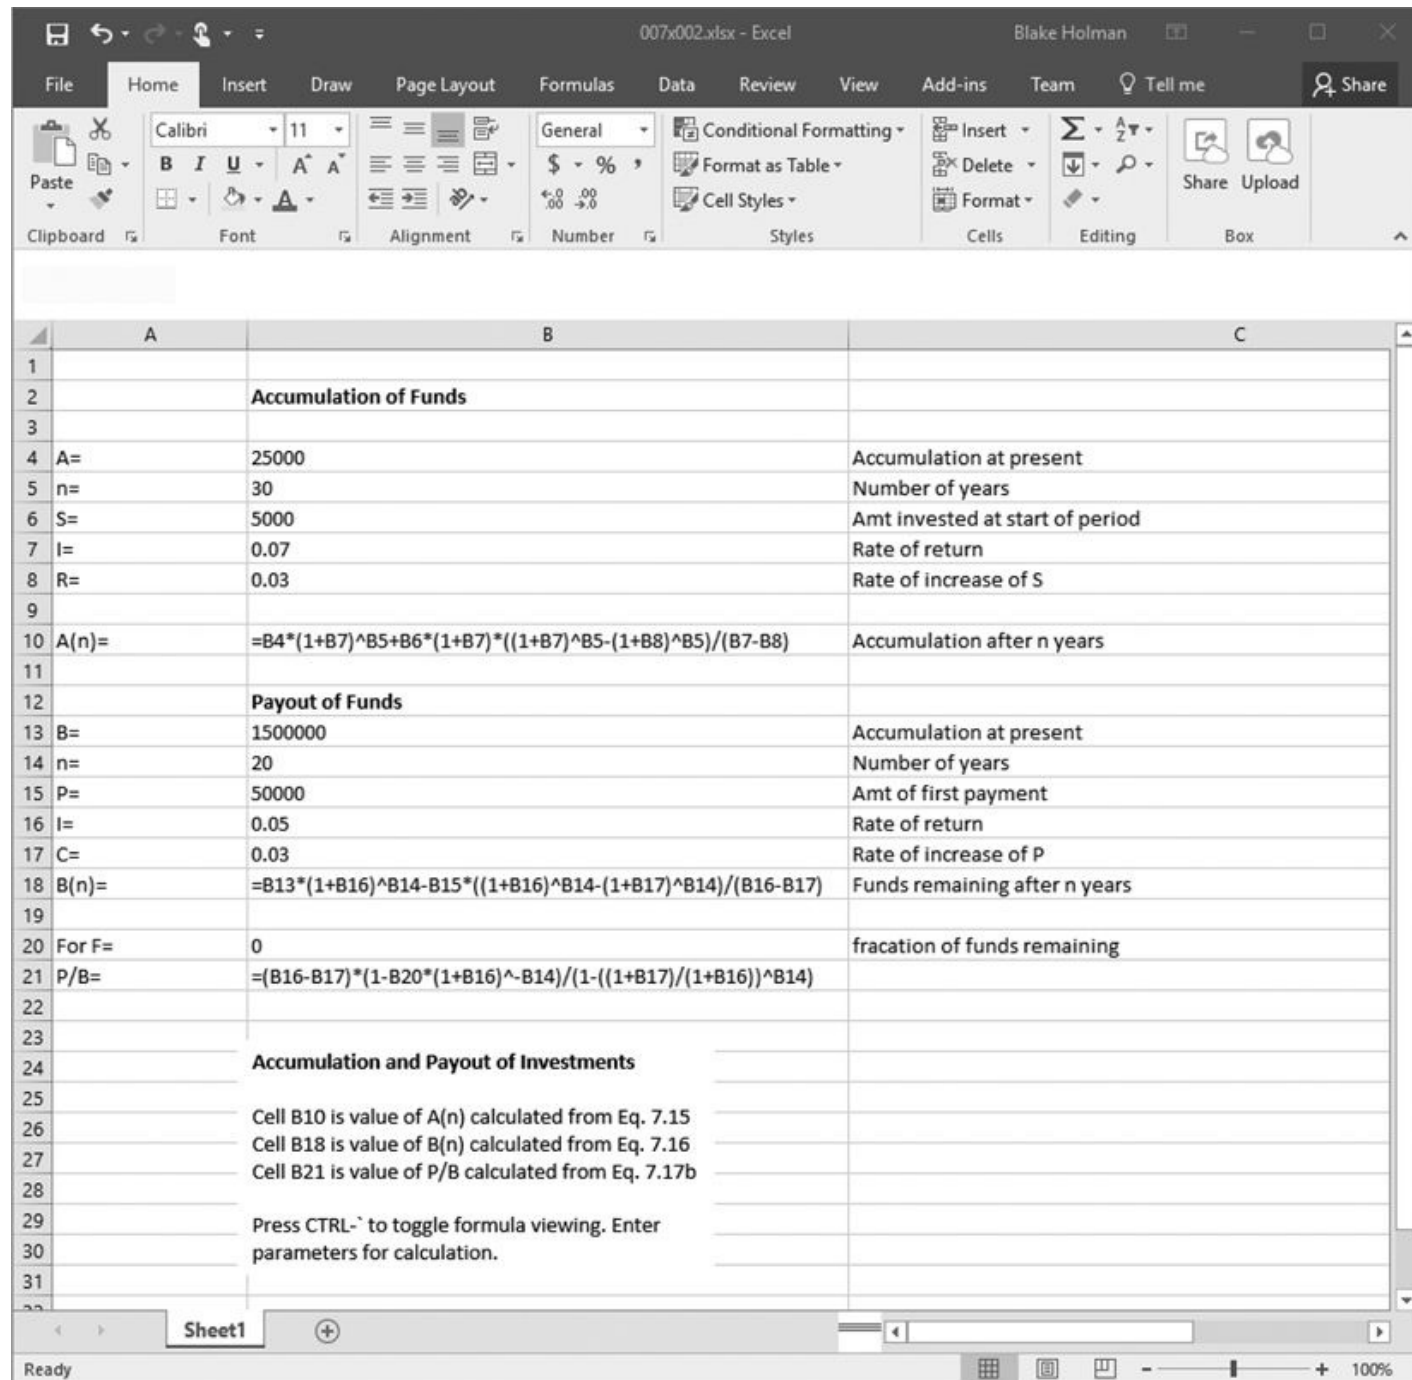 007x002.xlsx - Excel Blake Holman
File Home Insert Draw Page Layout Formulas Data Review View Add-ins Team Tell me Share
Calibri 11 General Conditional Formatting Insert
Paste B I U A A $ % , Format as Table Delete Share Upload
A Cell Styles Format
Clipboard Font Alignment Number Styles Cells Editing Box
A B C
1
2 Accumulation of Funds
3
4 A= 25000 Accumulation at present
5 n= 30 Number of years
6 S= 5000 Amt invested at start of period
7 I= 0.07 Rate of return
8 R= 0.03 Rate of increase of S
9
10 A(n)= =B4*(1+B7)^B5+B6*(1+B7)*((1+B7)^B5-(1+B8)^B5)/(B7-B8) Accumulation after n years
11
12 Payout of Funds
13 B= 1500000 Accumulation at present
14 n= 20 Number of years
15 P= 50000 Amt of first payment
16 I= 0.05 Rate of return
17 C= 0.03 Rate of increase of P
18 B(n)= =B13*(1+B16)^B14-B15*((1+B16)^B14-(1+B17)^B14)/(B16-B17) Funds remaining after n years
19
20 For F= 0 fracation of funds remaining
21 P/B= =(B16-B17)*(1-B20*(1+B16)^-B14)/(1-((1+B17)/(1+B16))^B14)
22
23
24 Accumulation and Payout of Investments
25
26 Cell B10 is value of A(n) calculated from Eq. 7.15
27 Cell B18 is value of B(n) calculated from Eq. 7.16
28 Cell B21 is value of P/B calculated from Eq. 7.17b
29 Press CTRL-` to toggle formula viewing. Enter
30 parameters for calculation.
31
Sheet1
Ready 100%